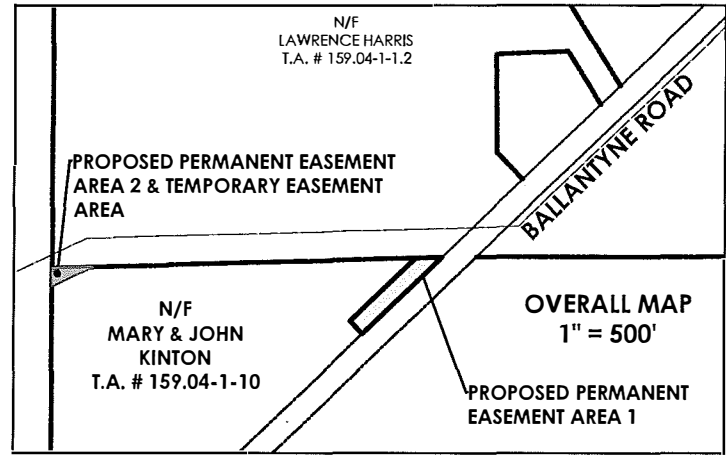 N/F
LAWRENCE HARRIS
T.A. # 159.04-1-1.2
BALLANTYNE ROAD
PROPOSED PERMANENT EASEMENT
AREA 2 & TEMPORARY EASEMENT
AREA
N/F
MARY & JOHN
KINTON
T.A. # 159.04-1-10
OVERALL MAP
1" = 500'
PROPOSED PERMANENT
EASEMENT AREA 1